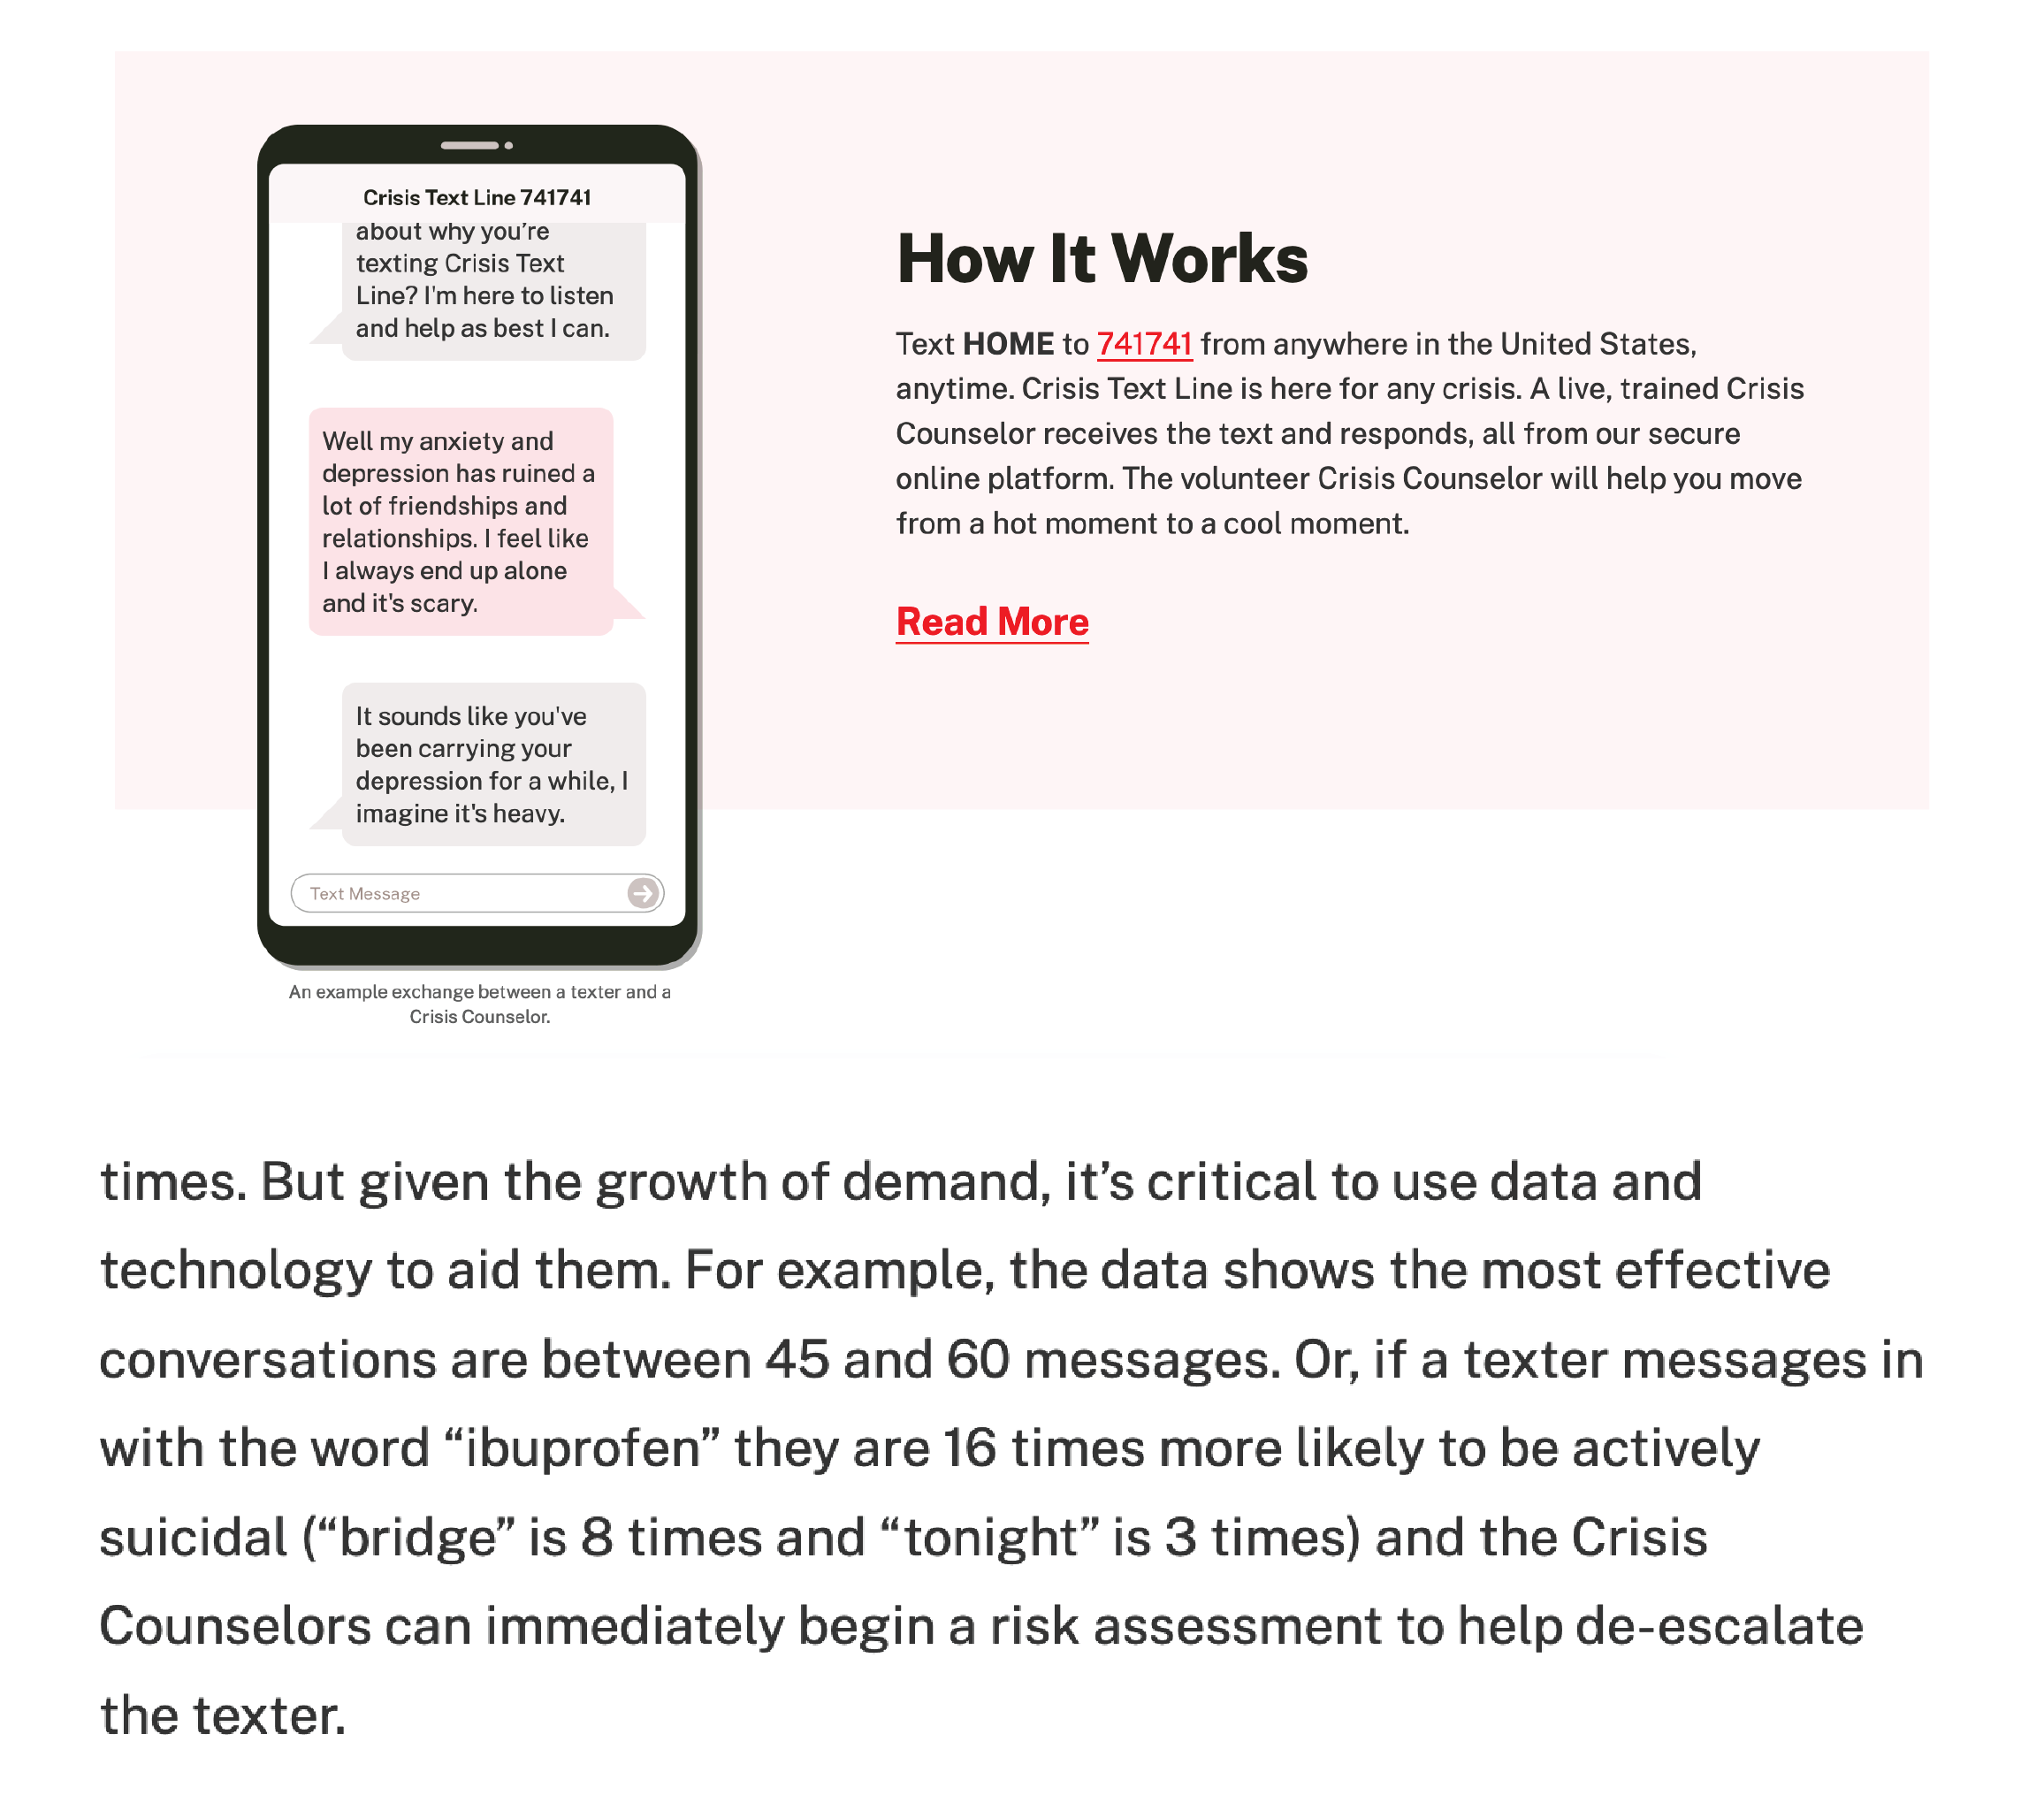 Crisis Text Line 741741
about why you’re
texting Crisis Text
Line? I'm here to listen
and help as best I can.
Well my anxiety and
depression has ruined a
lot of friendships and
relationships. I feel like
I always end up alone
and it's scary.
It sounds like you've
been carrying your
depression for a while, I
imagine it's heavy.
Text Message
An example exchange between a texter and a
Crisis Counselor.
How It Works
Text HOME to 741741 from anywhere in the United States,
anytime. Crisis Text Line is here for any crisis. A live, trained Crisis
Counselor receives the text and responds, all from our secure
online platform. The volunteer Crisis Counselor will help you move
from a hot moment to a cool moment.
Read More
times. But given the growth of demand, it’s critical to use data and
technology to aid them. For example, the data shows the most effective
conversations are between 45 and 60 messages. Or, if a texter messages in
with the word “ibuprofen” they are 16 times more likely to be actively
suicidal (“bridge” is 8 times and “tonight” is 3 times) and the Crisis
Counselors can immediately begin a risk assessment to help de-escalate
the texter.